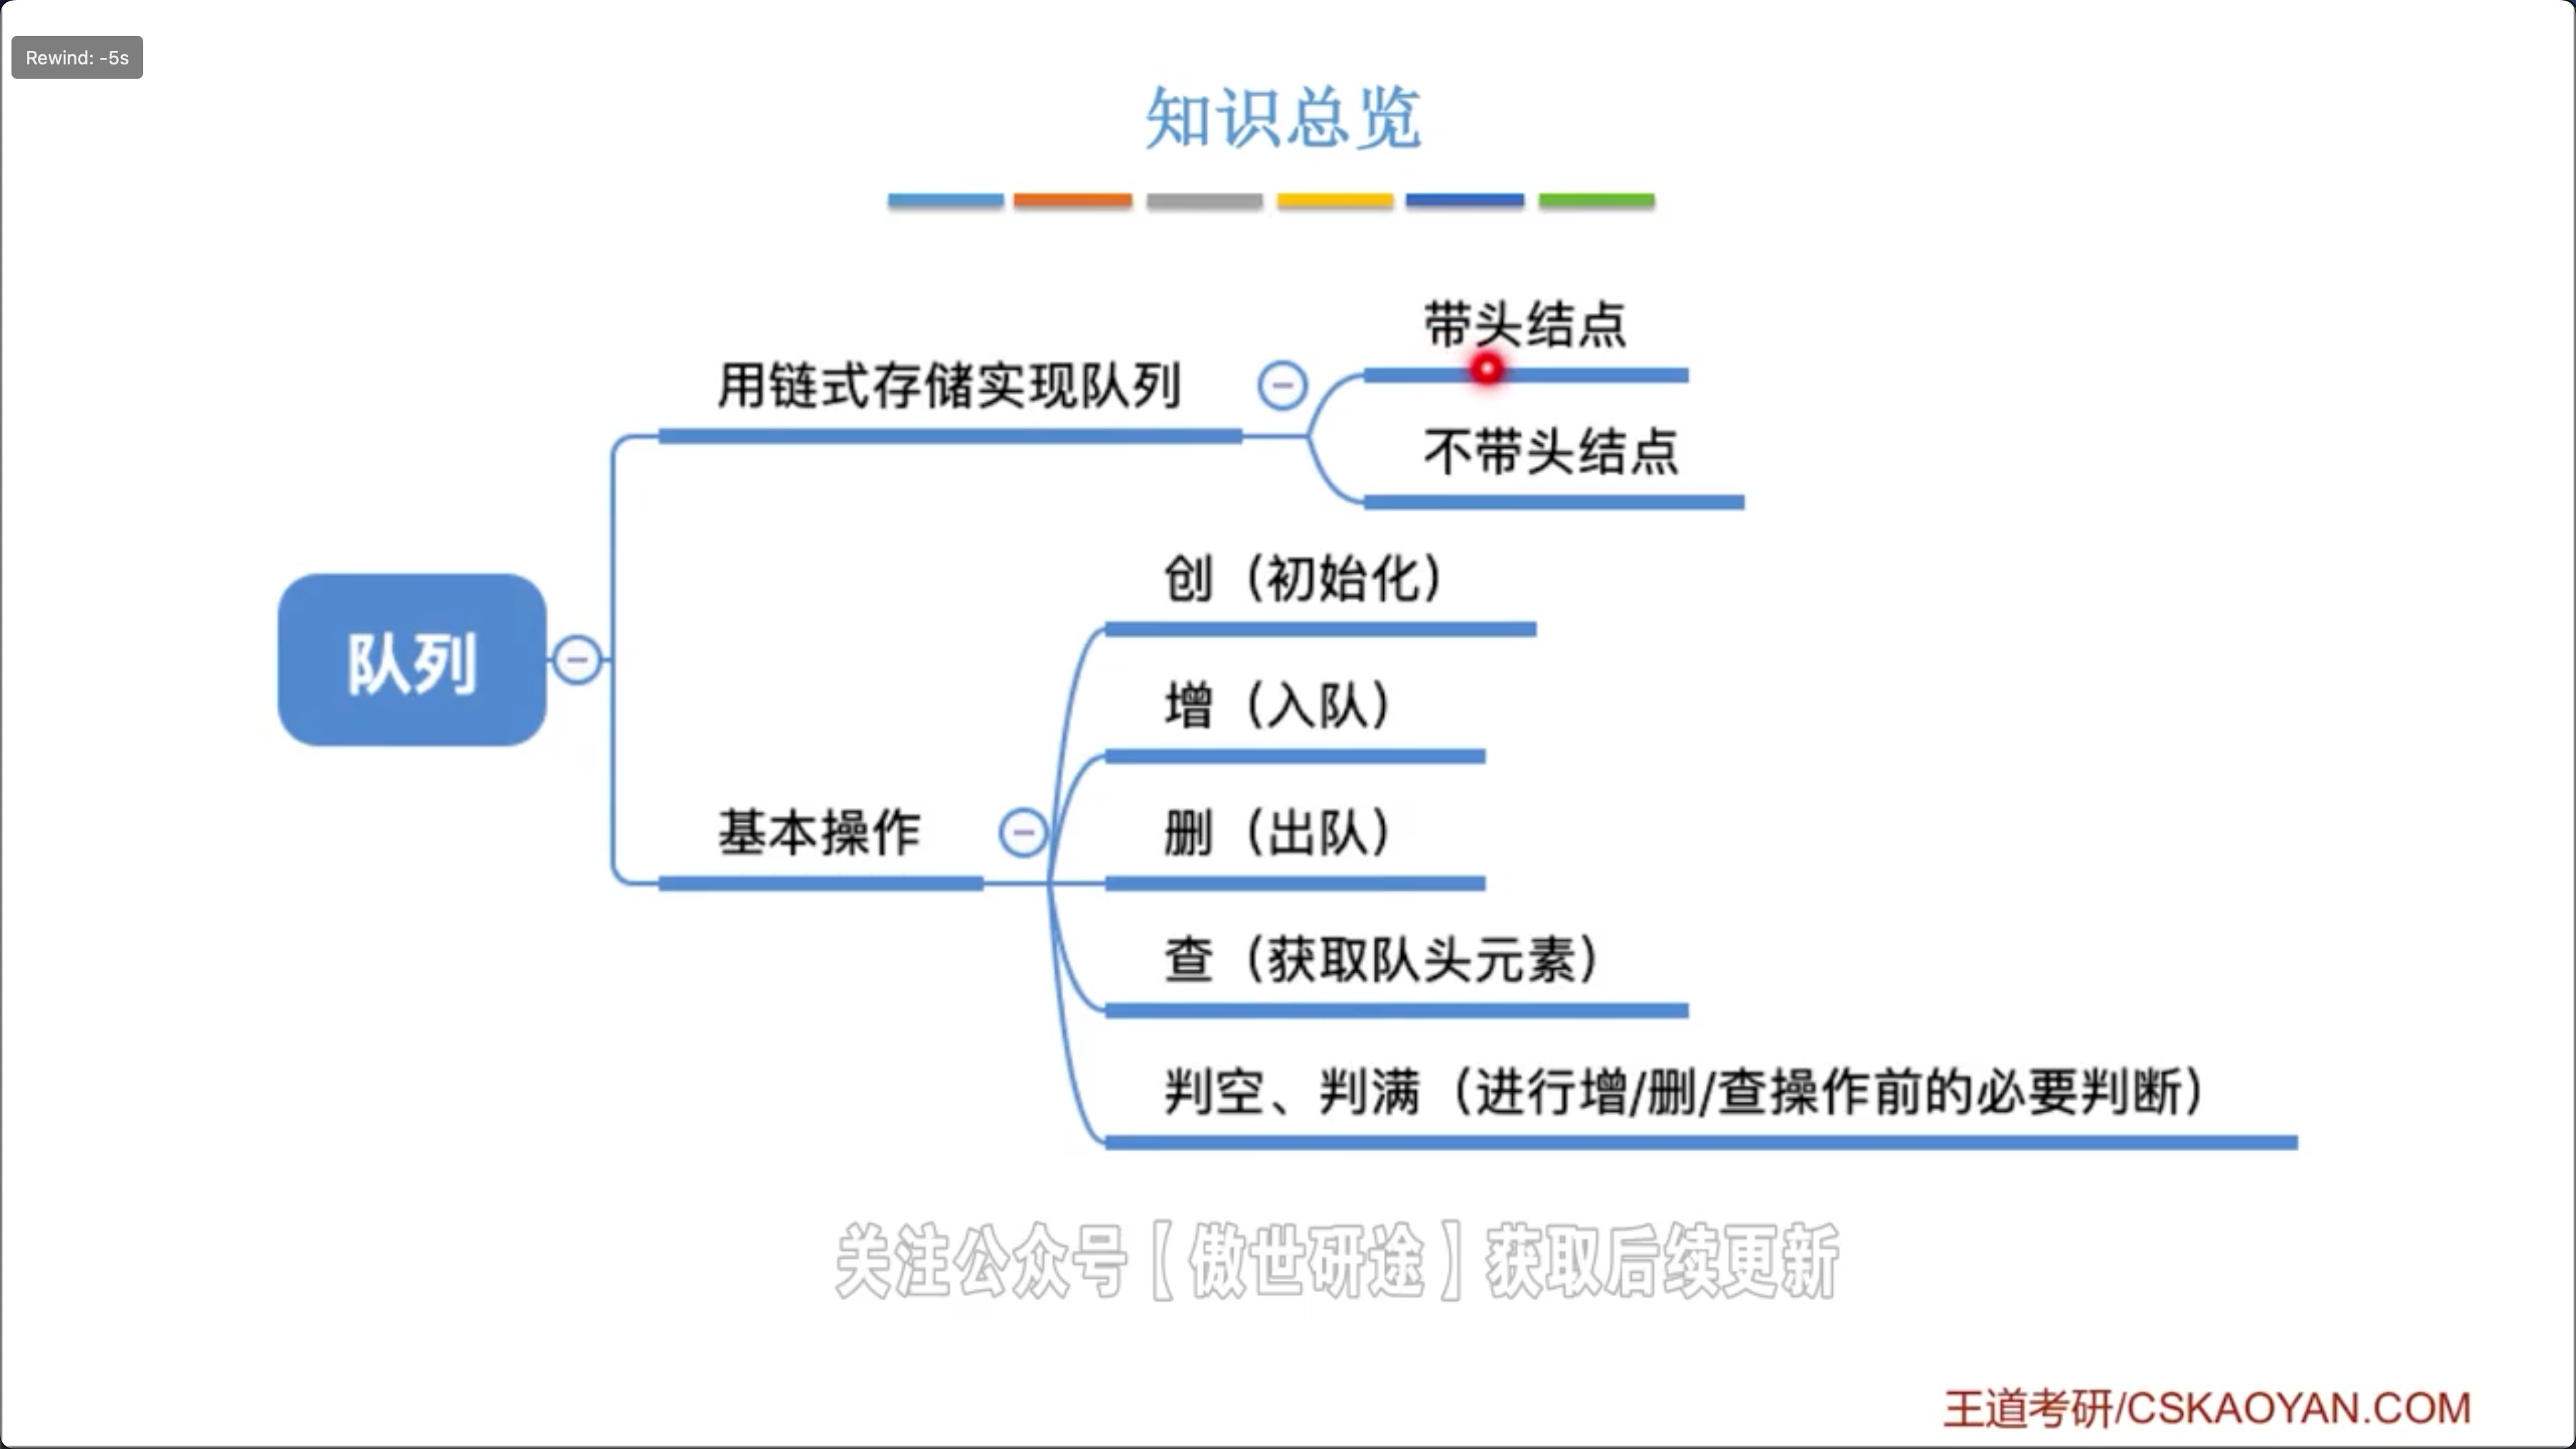 Rewind: -5s
知识总览
带头结点
用链式存储实现队列
不带头结点
创（初始化）
增（入队）
队列
删（出队）
基本操作
查（获取队头元素）
判空、判满（进行增/删/查操作前的必要判断）
关注公众号【傲世研途】获取后续更新
王道考研/CSKAOYAN.COM